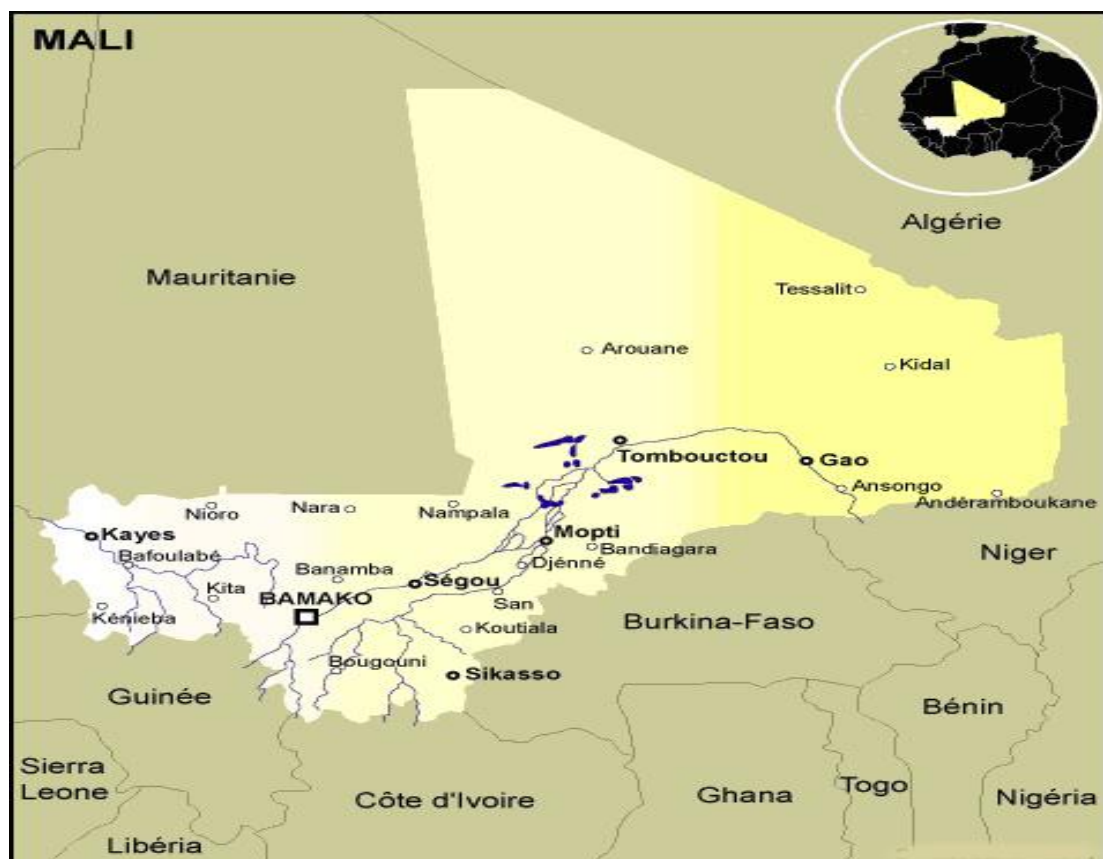 MALI
Algérie
Mauritanie
Tessalit
Arouane
Kidal
Tombouctou
Gao
Ansongo
Andéramboukane
Nioro
Nara
Nampala
Kayes
Mopti
Bafoulabé
Bandiagara
Niger
Banamba
Djénné
Kita
Ségou
BAMAKO
San
Kénieba
Koutiala
Burkina-Faso
Bougouni
Sikasso
Guinée
Bénin
Sierra
Leone
Côte d'Ivoire
Ghana
Togo
Nigéria
Libéria